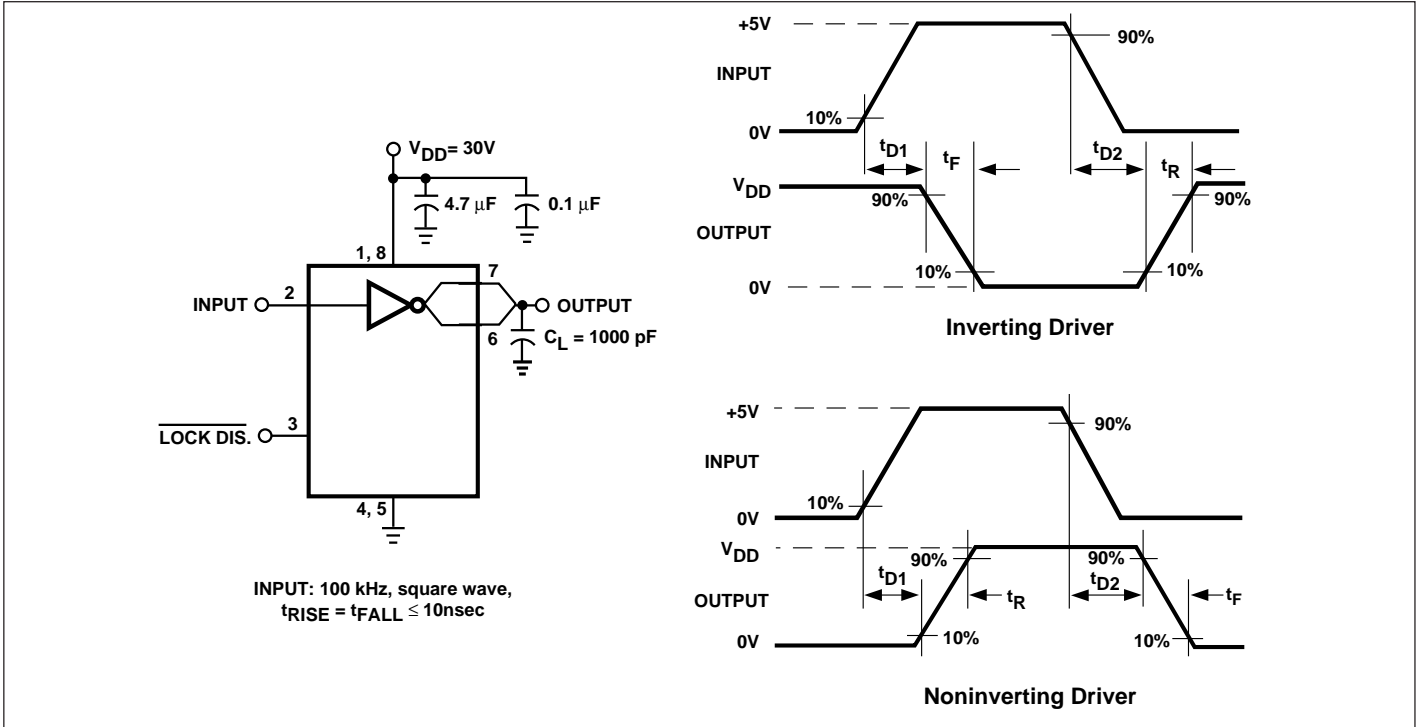 V_DD = 30V
4.7 µF
0.1 µF
1, 8
INPUT
2
7
6
OUTPUT
C_L = 1000 pF
LOCK DIS.
3
4, 5
INPUT: 100 kHz, square wave,
t_RISE = t_FALL ≤ 10nsec
+5V
INPUT
90%
10%
0V
t_D1
t_F
t_D2
t_R
V_DD
90%
90%
OUTPUT
10%
10%
0V
Inverting Driver
+5V
90%
INPUT
10%
0V
V_DD
90%
90%
t_D1
t_R
t_D2
t_F
OUTPUT
10%
10%
0V
Noninverting Driver